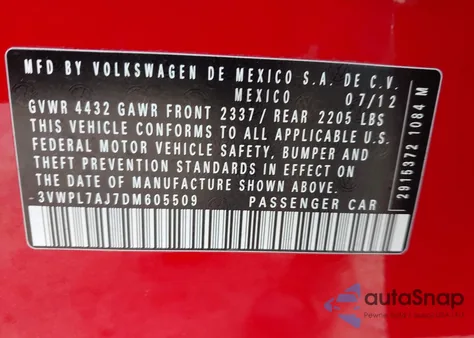 MFD BY VOLKSWAGEN DE MEXICO S.A. DE C.V.
MEXICO 07/12
GVWR 4432 GAWR FRONT 2337/ REAR 2205 LBS
THIS VEHICLE CONFORMS TO ALL APPLICABLE U.S.
FEDERAL MOTOR VEHICLE SAFETY, BUMPER AND
THEFT PREVENTION STANDARDS IN EFFECT ON
THE DATE OF MANUFACTURE SHOWN ABOVE.
-3VWPL7AJ7DM605509 PASSENGER CAR
2915372 1084 M
autoSnap